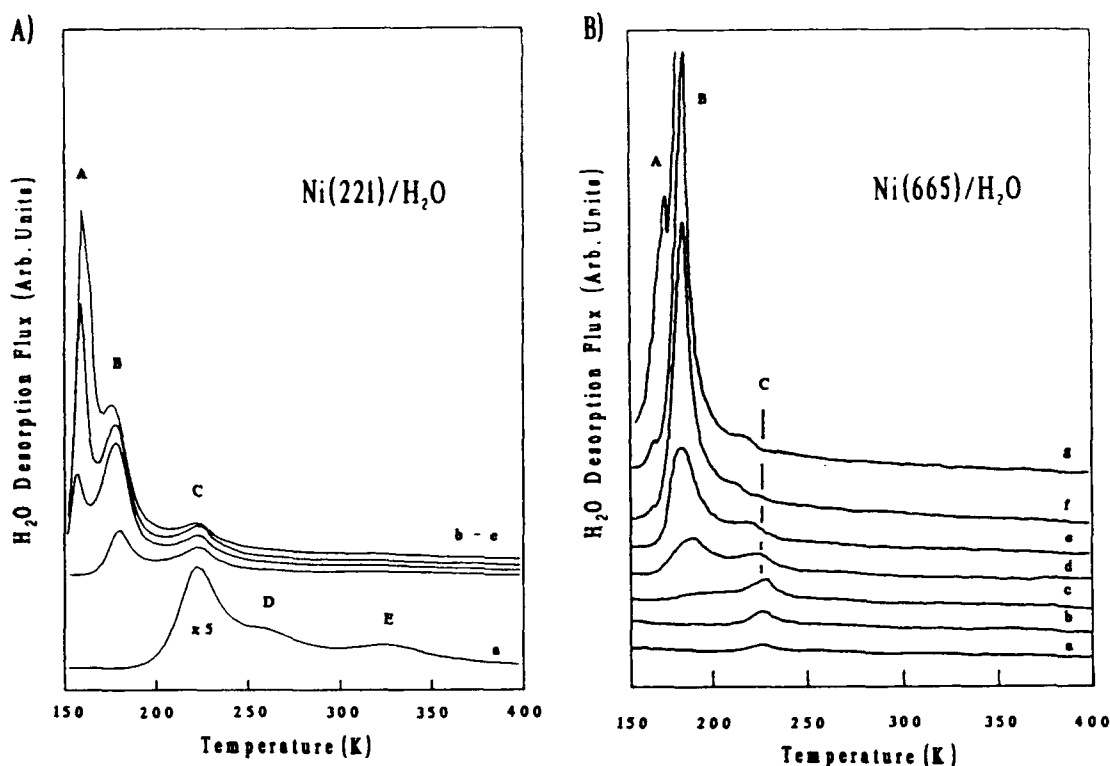 A)
H₂O Desorption Flux (Arb. Units)
Ni(221)/H₂O
A
B
C
D
E
x 5
b - e
a
150 200 250 300 350 400
Temperature (K)
B)
H₂O Desorption Flux (Arb. Units)
Ni(665)/H₂O
A
B
C
g
f
e
d
c
b
a
150 200 250 300 350 400
Temperature (K)